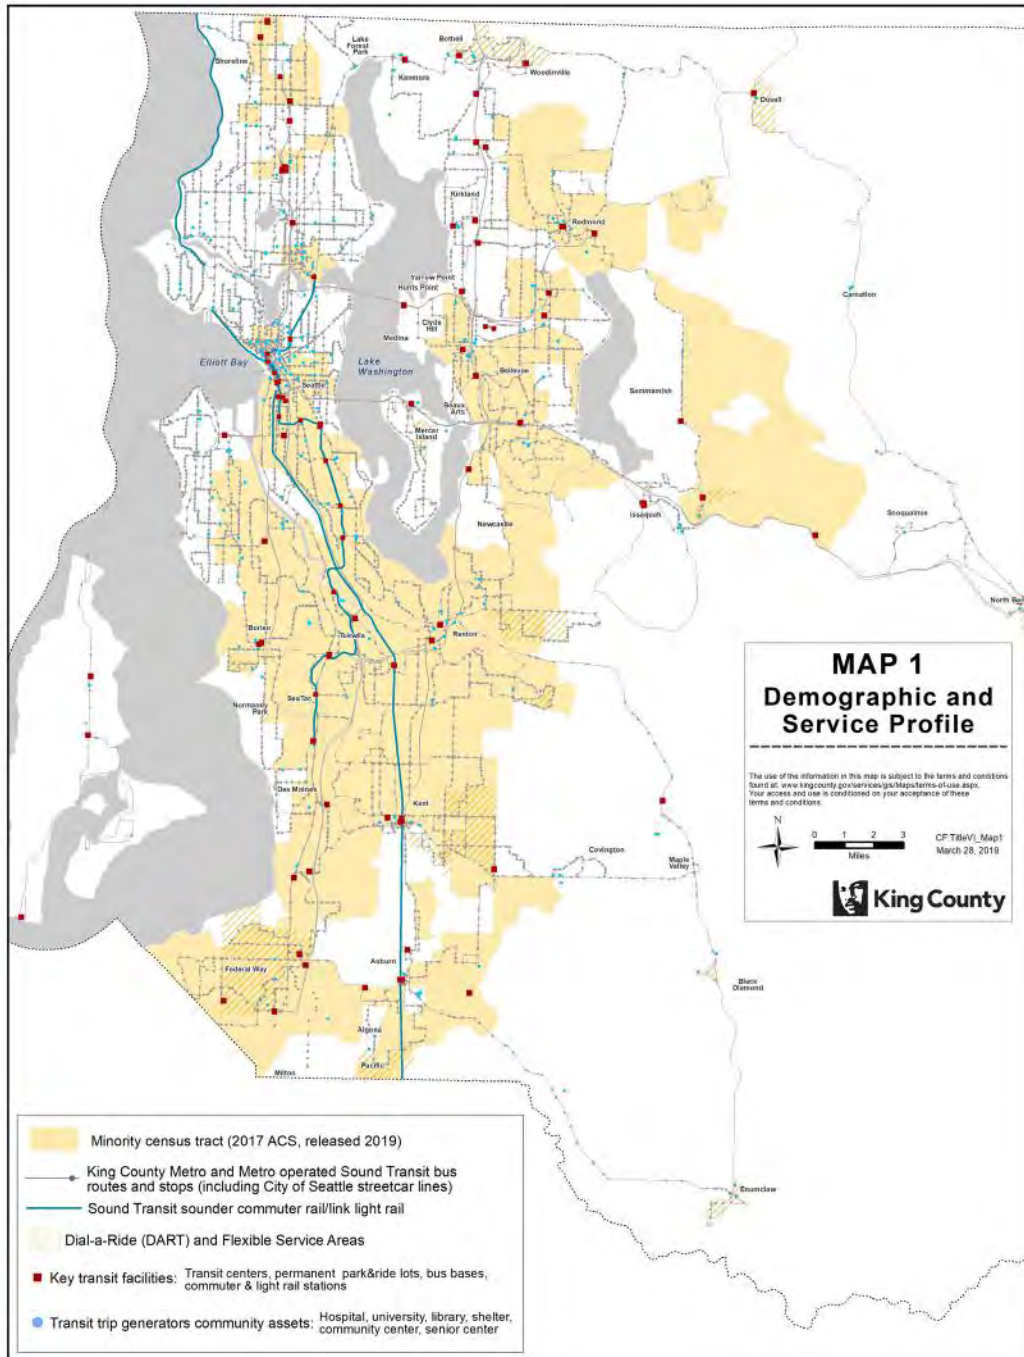 Lake
Forest
Park
Bothell
Shoreline
Kenmore
Woodinville
Duvall
Kirkland
Redmond
Yarrow Point
Hunts Point
Carnation
Clyde
Hill
Medina
Elliott Bay
Lake
Washington
Bellevue
Seattle
Sammamish
Beaux
Arts
Mercer
Island
Newcastle
Issaquah
Snoqualmie
North Bend
Burien
Tukwila
Renton
SeaTac
Normandy
Park
Des Moines
Kent
Covington
Maple
Valley
Auburn
Federal Way
Black
Diamond
Algona
Pacific
Milton
Enumclaw
MAP 1
Demographic and
Service Profile
The use of the information in this map is subject to the terms and conditions
found at: www.kingcounty.gov/services/gis/Maps/terms-of-use.aspx.
Your access and use is conditioned on your acceptance of these
terms and conditions.
N
0 1 2 3
Miles
CF:TitleVI_Map1
March 28, 2019
King County
Minority census tract (2017 ACS, released 2019)
King County Metro and Metro operated Sound Transit bus
routes and stops (including City of Seattle streetcar lines)
Sound Transit sounder commuter rail/link light rail
Dial-a-Ride (DART) and Flexible Service Areas
Key transit facilities: Transit centers, permanent park&ride lots, bus bases,
commuter & light rail stations
Transit trip generators community assets: Hospital, university, library, shelter,
community center, senior center